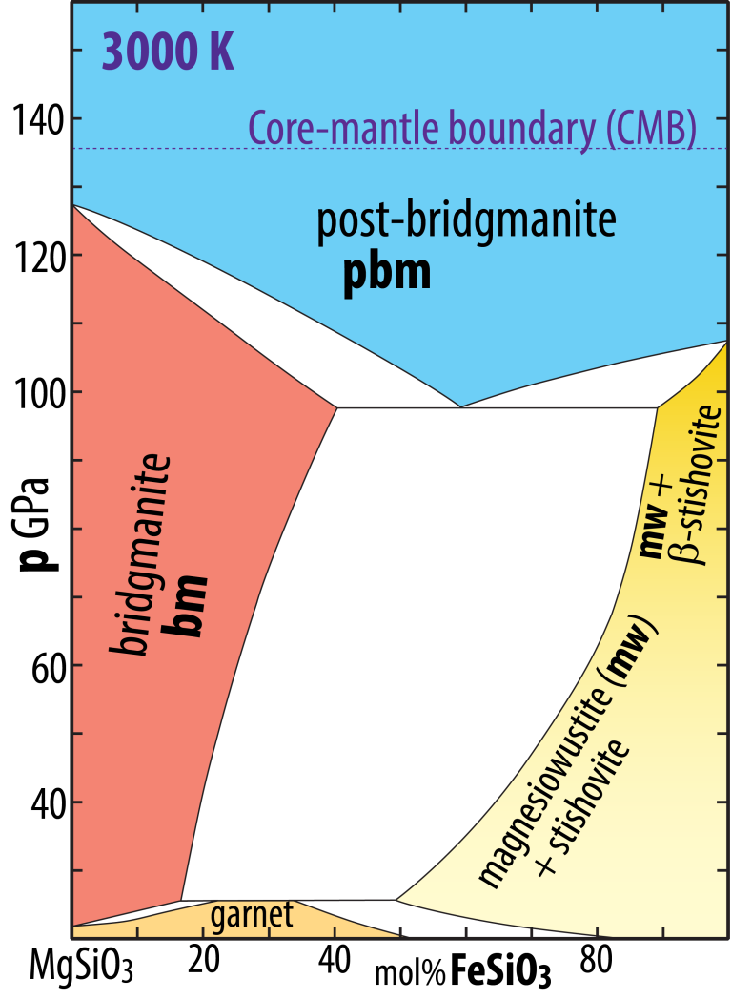 3000 K
140
Core-mantle boundary (CMB)
post-bridgmanite
pbm
120
100
p GPa
bridgmanite
bm
mw +
β-stishovite
60
magnesiowustite (mw)
+ stishovite
40
garnet
MgSiO₃
20
40
mol% FeSiO₃
80